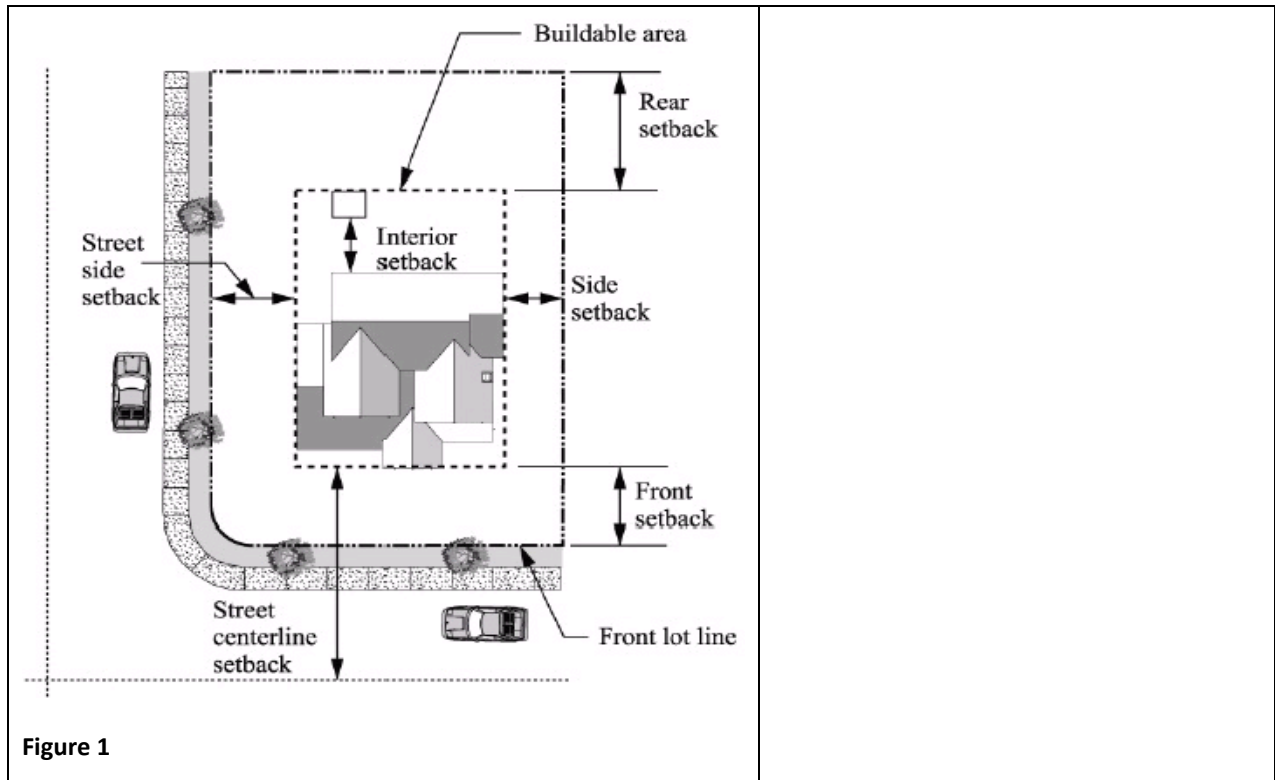 Buildable area
Rear
setback
Street
side
setback
Interior
setback
Side
setback
Front
setback
Street
centerline
setback
Front lot line
Figure 1